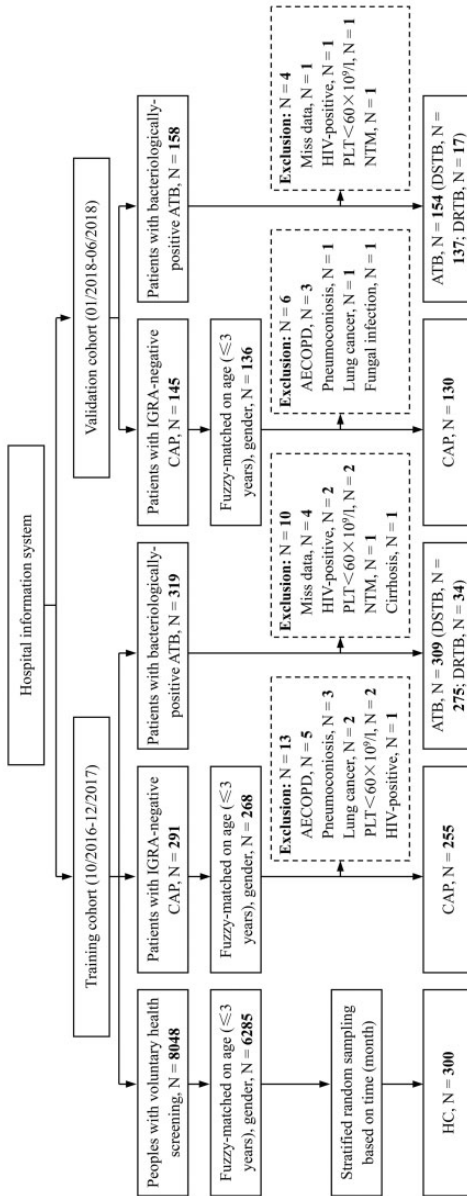 Hospital information system
Training cohort (10/2016-12/2017)
Validation cohort (01/2018-06/2018)
Peoples with voluntary health
screening, N = 8048
Patients with IGRA-negative
CAP, N = 291
Patients with bacteriologically-
positive ATB, N = 319
Patients with IGRA-negative
CAP, N = 145
Patients with bacteriologically-
positive ATB, N = 158
Fuzzy-matched on age (≤3
years), gender, N = 6285
Fuzzy-matched on age (≤3
years), gender, N = 268
Fuzzy-matched on age (≤3
years), gender, N = 136
Stratified random sampling
based on time (month)
Exclusion: N = 13
AECOPD, N = 5
Pneumoconiosis, N = 3
Lung cancer, N = 2
PLT<60×10⁹/l, N = 2
HIV-positive, N = 1
Exclusion: N = 10
Miss data, N = 4
HIV-positive, N = 2
PLT<60×10⁹/l, N = 2
NTM, N = 1
Cirrhosis, N = 1
Exclusion: N = 6
AECOPD, N = 3
Pneumoconiosis, N = 1
Lung cancer, N = 1
Fungal infection, N = 1
Exclusion: N = 4
Miss data, N = 1
HIV-positive, N = 1
PLT<60×10⁹/l, N = 1
NTM, N = 1
HC, N = 300
CAP, N = 255
ATB, N = 309 (DSTB, N =
275; DRTB, N = 34)
CAP, N = 130
ATB, N = 154 (DSTB, N =
137; DRTB, N = 17)